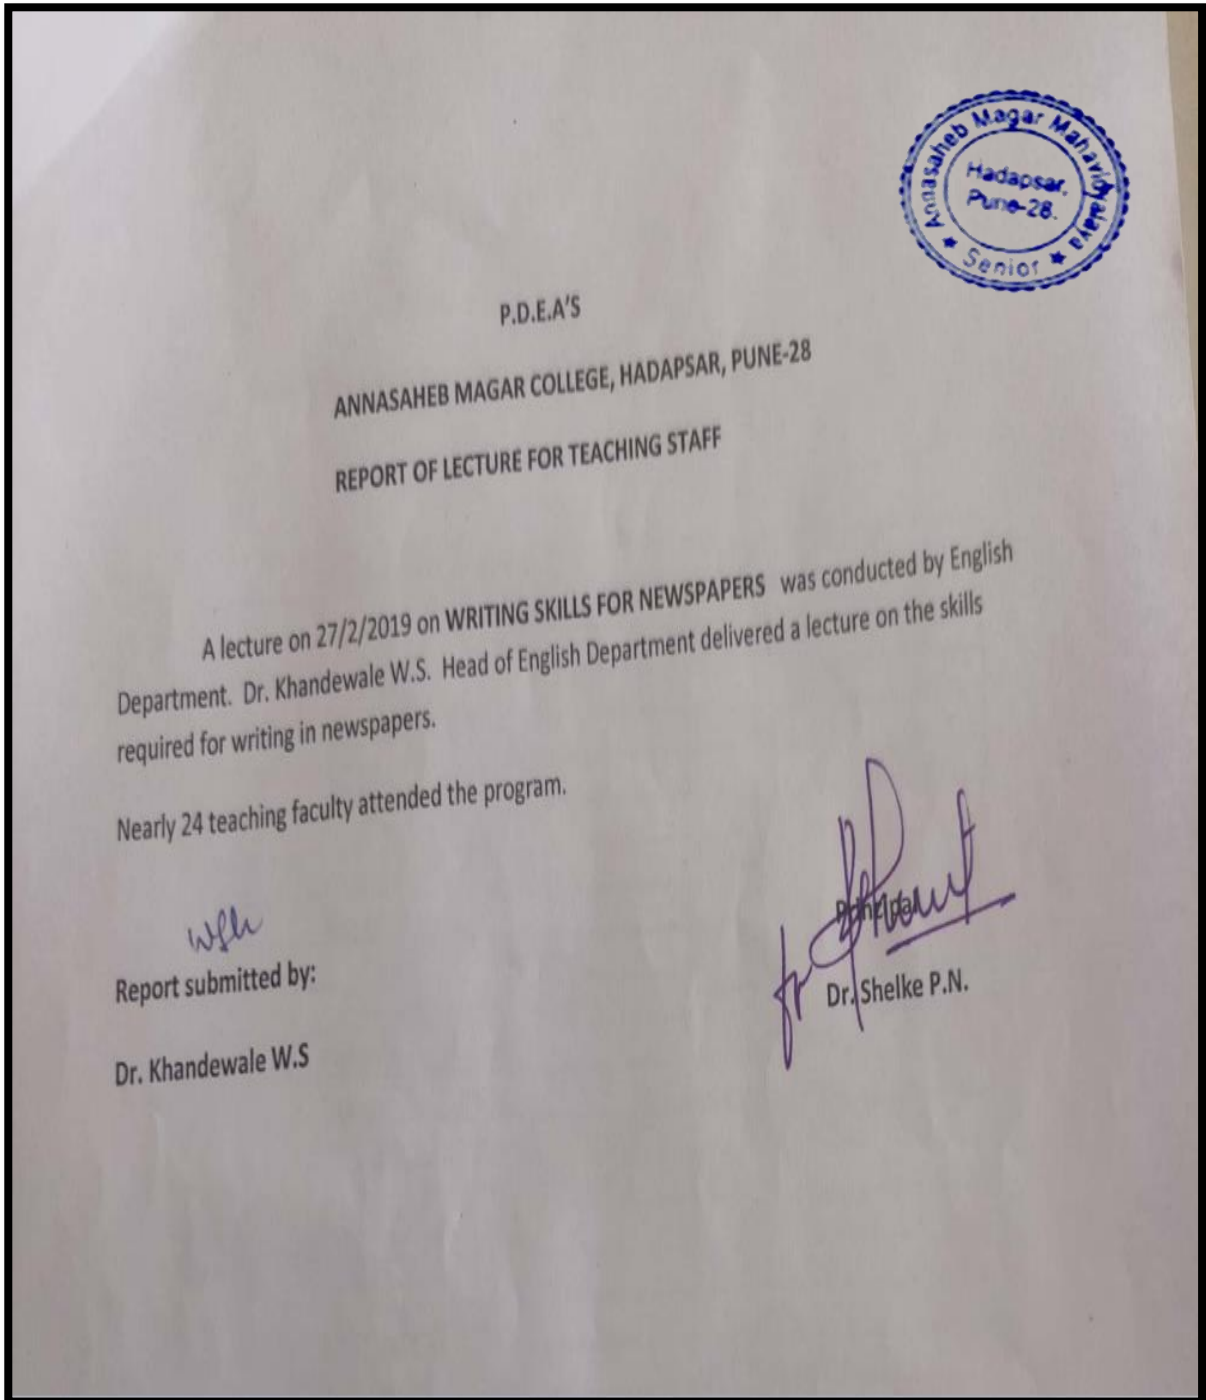 Annasaheb Magar Mahavidyalaya
Hadapsar,
Pune-28.
Senior
P.D.E.A'S
ANNASAHEB MAGAR COLLEGE, HADAPSAR, PUNE-28
REPORT OF LECTURE FOR TEACHING STAFF
A lecture on 27/2/2019 on WRITING SKILLS FOR NEWSPAPERS was conducted by English
Department. Dr. Khandewale W.S. Head of English Department delivered a lecture on the skills
required for writing in newspapers.
Nearly 24 teaching faculty attended the program.
Report submitted by:
Dr. Khandewale W.S
Principal
for
Dr. Shelke P.N.